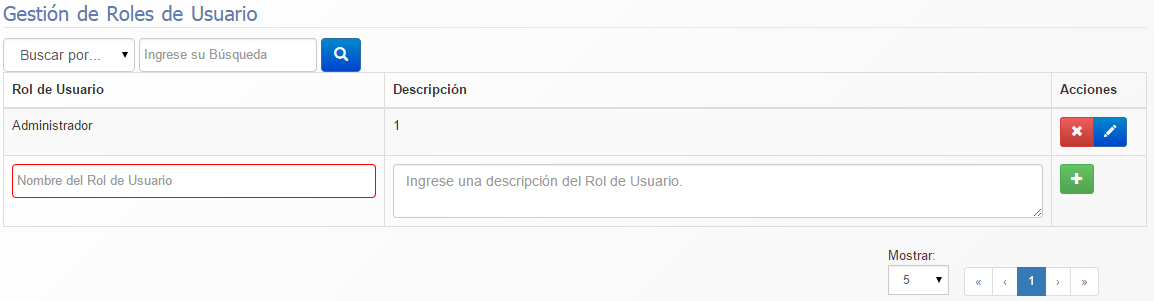 Gestión de Roles de Usuario
Buscar por... Ingrese su Búsqueda
Rol de Usuario Descripción Acciones
Administrador 1
Nombre del Rol de Usuario Ingrese una descripción del Rol de Usuario.
Mostrar:
5 « ‹ 1 › »